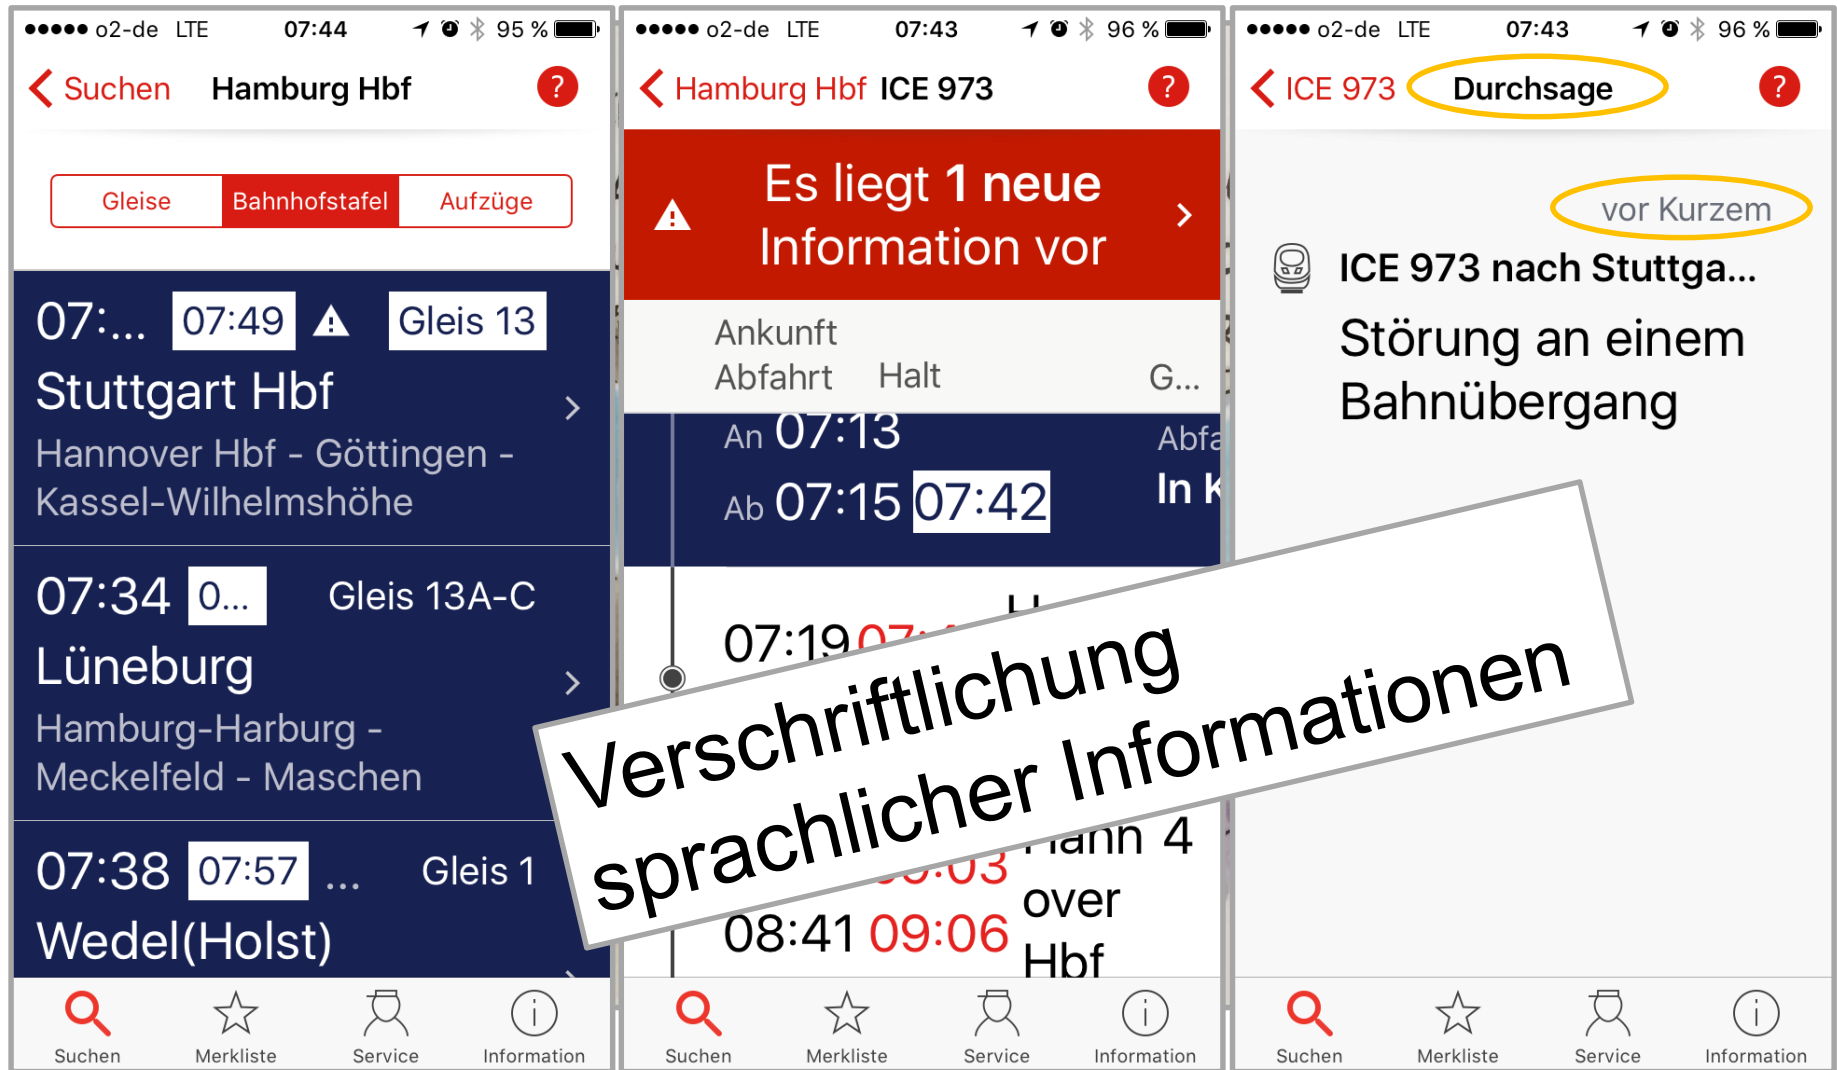 o2-de LTE 07:44 95 %
Suchen Hamburg Hbf ?
Gleise Bahnhofstafel Aufzüge
07:... 07:49 Gleis 13
Stuttgart Hbf
Hannover Hbf - Göttingen -
Kassel-Wilhelmshöhe
07:34 0... Gleis 13A-C
Lüneburg
Hamburg-Harburg -
Meckelfeld - Maschen
07:38 07:57 ... Gleis 1
Wedel(Holst)
Suchen Merkliste Service Information
o2-de LTE 07:43 96 %
Hamburg Hbf ICE 973 ?
Es liegt 1 neue
Information vor
Ankunft
Abfahrt Halt G...
An 07:13 Abfa
Ab 07:15 07:42 In K
07:19
4
over
08:41 09:06
Hbf
Suchen Merkliste Service Information
o2-de LTE 07:43 96 %
ICE 973 Durchsage ?
vor Kurzem
ICE 973 nach Stuttga...
Störung an einem
Bahnübergang
Suchen Merkliste Service Information
Verschriftlichung
sprachlicher Informationen